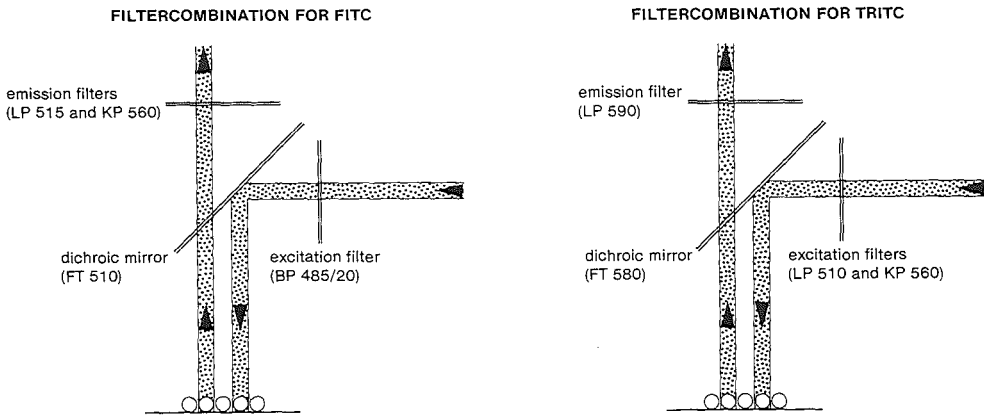 FILTERCOMBINATION FOR FITC
emission filters
(LP 515 and KP 560)
dichroic mirror
(FT 510)
excitation filter
(BP 485/20)
FILTERCOMBINATION FOR TRITC
emission filter
(LP 590)
dichroic mirror
(FT 580)
excitation filters
(LP 510 and KP 560)